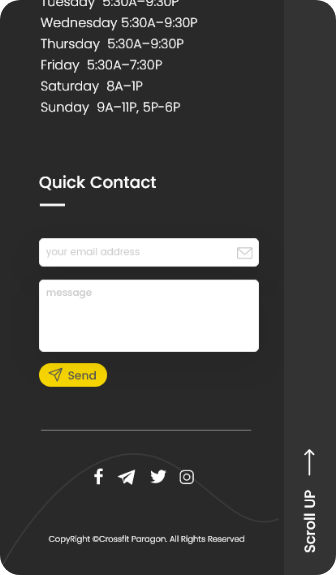 Tuesday 5:30A–9:30P
Wednesday 5:30A–9:30P
Thursday 5:30A–9:30P
Friday 5:30A–7:30P
Saturday 8A–1P
Sunday 9A–11P, 5P-6P
Quick Contact
your email address
message
Send
Scroll UP
CopyRight ©Crossfit Paragon. All Rights Reserved